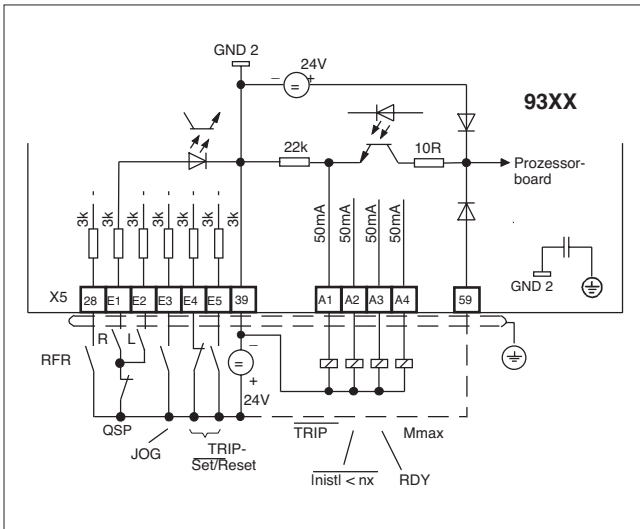 GND 2
24V
93XX
22k
10R
Prozessor-
board
3k
3k
3k
3k
3k
3k
50mA
50mA
50mA
50mA
GND 2
X5
28
E1
E2
E3
E4
E5
39
A1
A2
A3
A4
59
R
L
RFR
24V
QSP
JOG
TRIP-
Set/Reset
TRIP
Mmax
|nist| < nx
RDY